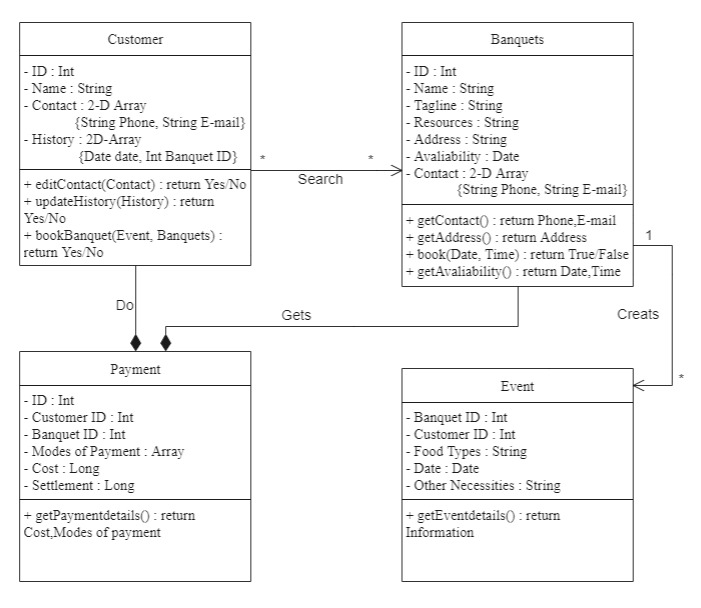 Customer
- ID : Int
- Name : String
- Contact : 2-D Array
{String Phone, String E-mail}
- History : 2D-Array
{Date date, Int Banquet ID}
+ editContact(Contact) : return Yes/No
+ updateHistory(History) : return
Yes/No
+ bookBanquet(Event, Banquets) :
return Yes/No
*
*
Search
Banquets
- ID : Int
- Name : String
- Tagline : String
- Resources : String
- Address : String
- Avaliability : Date
- Contact : 2-D Array
{String Phone, String E-mail}
+ getContact() : return Phone,E-mail
+ getAddress() : return Address
+ book(Date, Time) : return True/False
+ getAvaliability() : return Date,Time
1
Do
Gets
Creats
*
Payment
- ID : Int
- Customer ID : Int
- Banquet ID : Int
- Modes of Payment : Array
- Cost : Long
- Settlement : Long
+ getPaymentdetails() : return
Cost,Modes of payment
Event
- Banquet ID : Int
- Customer ID : Int
- Food Types : String
- Date : Date
- Other Necessities : String
+ getEventdetails() : return
Information